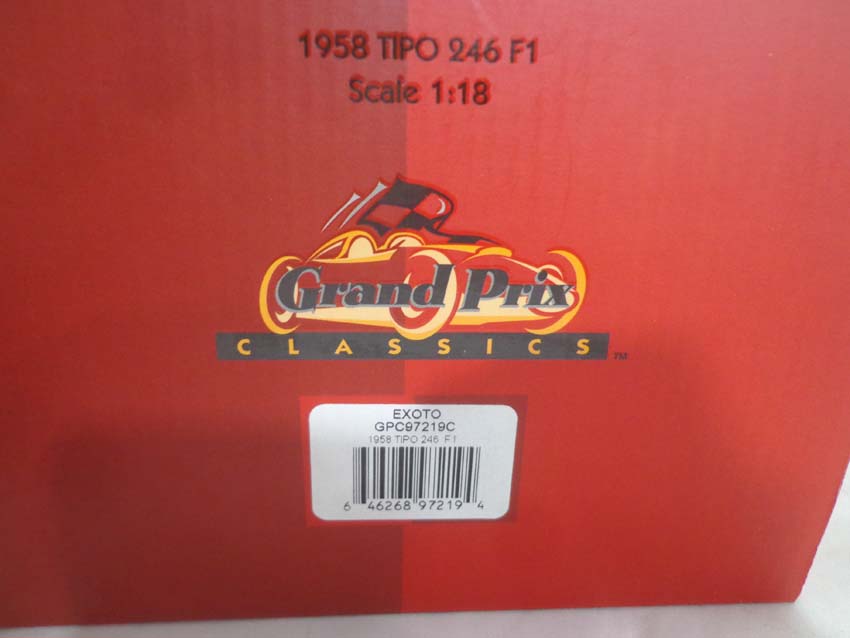 1958 TIPO 246 F1
Scale 1:18
Grand Prix
CLASSICS TM
EXOTO
GPC97219C
1958 TIPO 246 F1
6 46268 97219 4